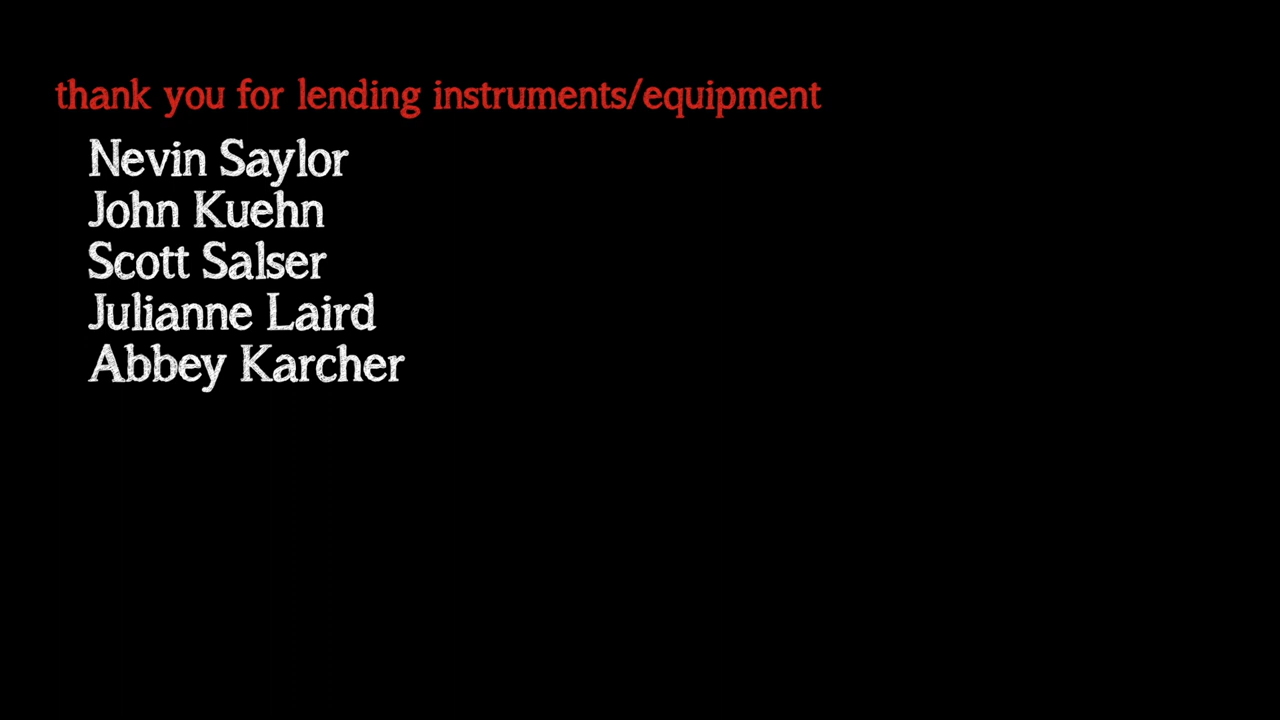 thank you for lending instruments/equipment
Nevin Saylor
John Kuehn
Scott Salser
Julianne Laird
Abbey Karcher